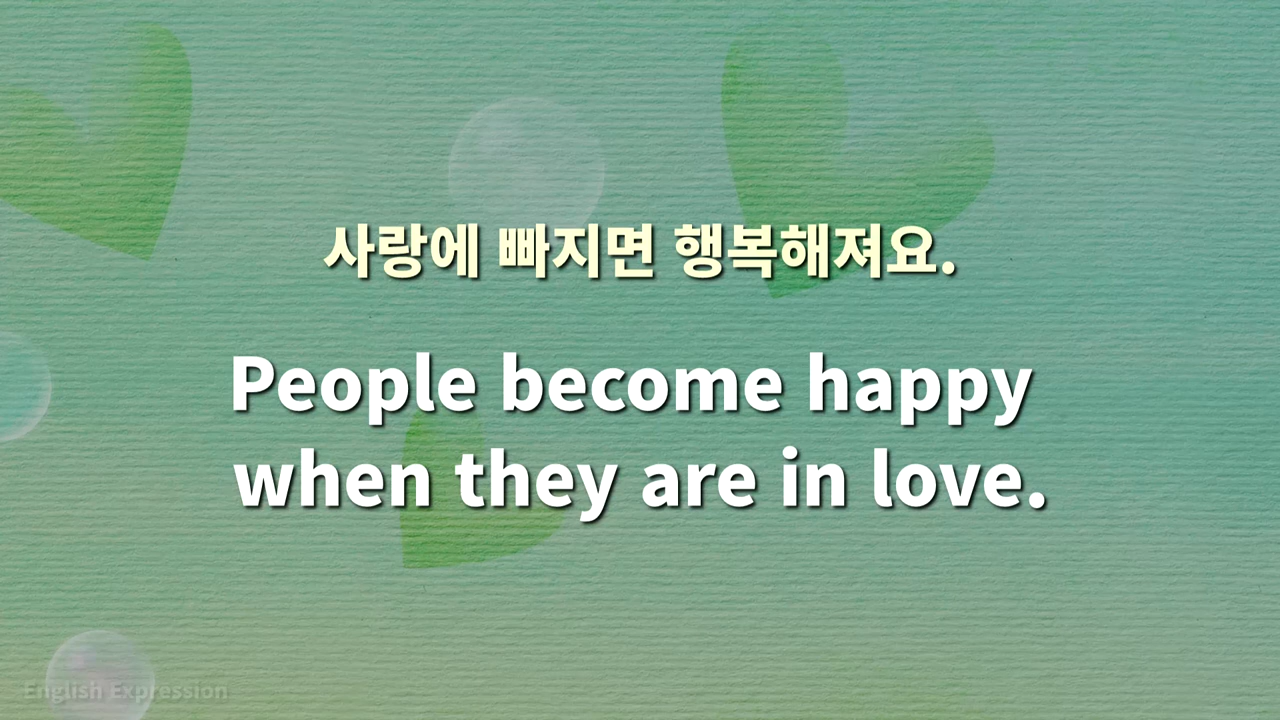 사랑에 빠지면 행복해져요.
People become happy
when they are in love.
English Expression